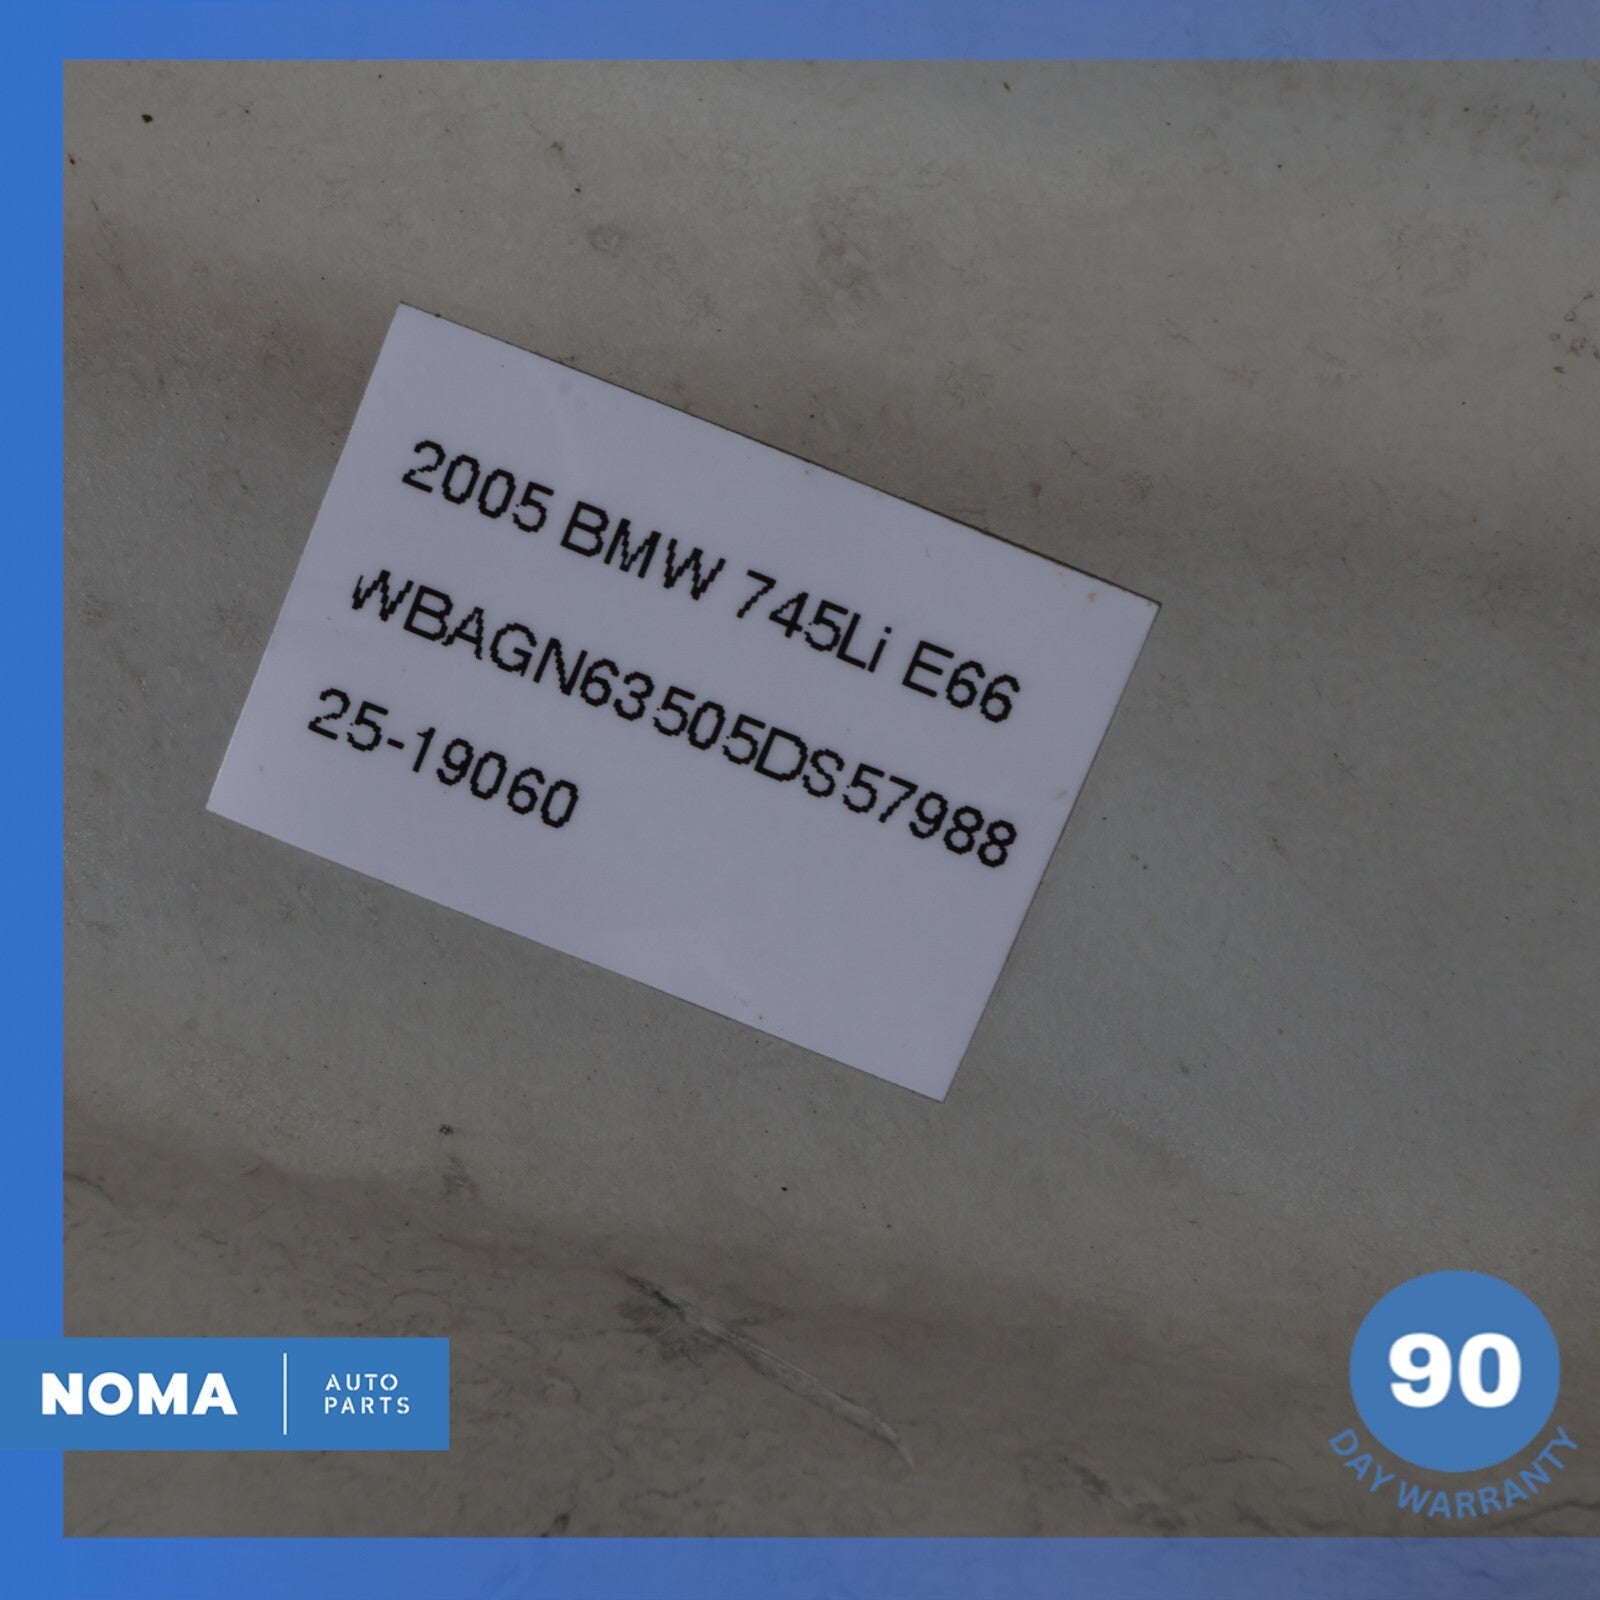 2005 BMW 745Li E66
WBAGN63505DS57988
25-19060
NOMA
AUTO
PARTS
90
DAY WARRANTY